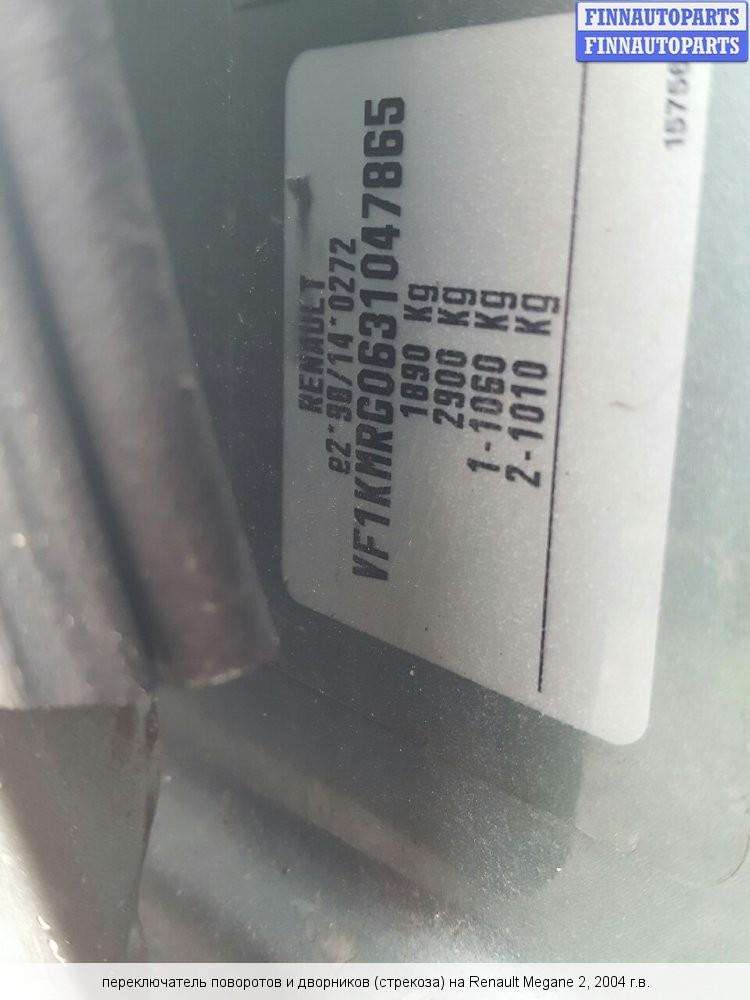 FINNAUTOPARTS
FINNAUTOPARTS
RENAULT
e2*98/14*0272
VF1KMRG0631047865
1890 Kg
2900 Kg
1-1060 Kg
2-1010 Kg
переключатель поворотов и дворников (стрекоза) на Renault Megane 2, 2004 г.в.